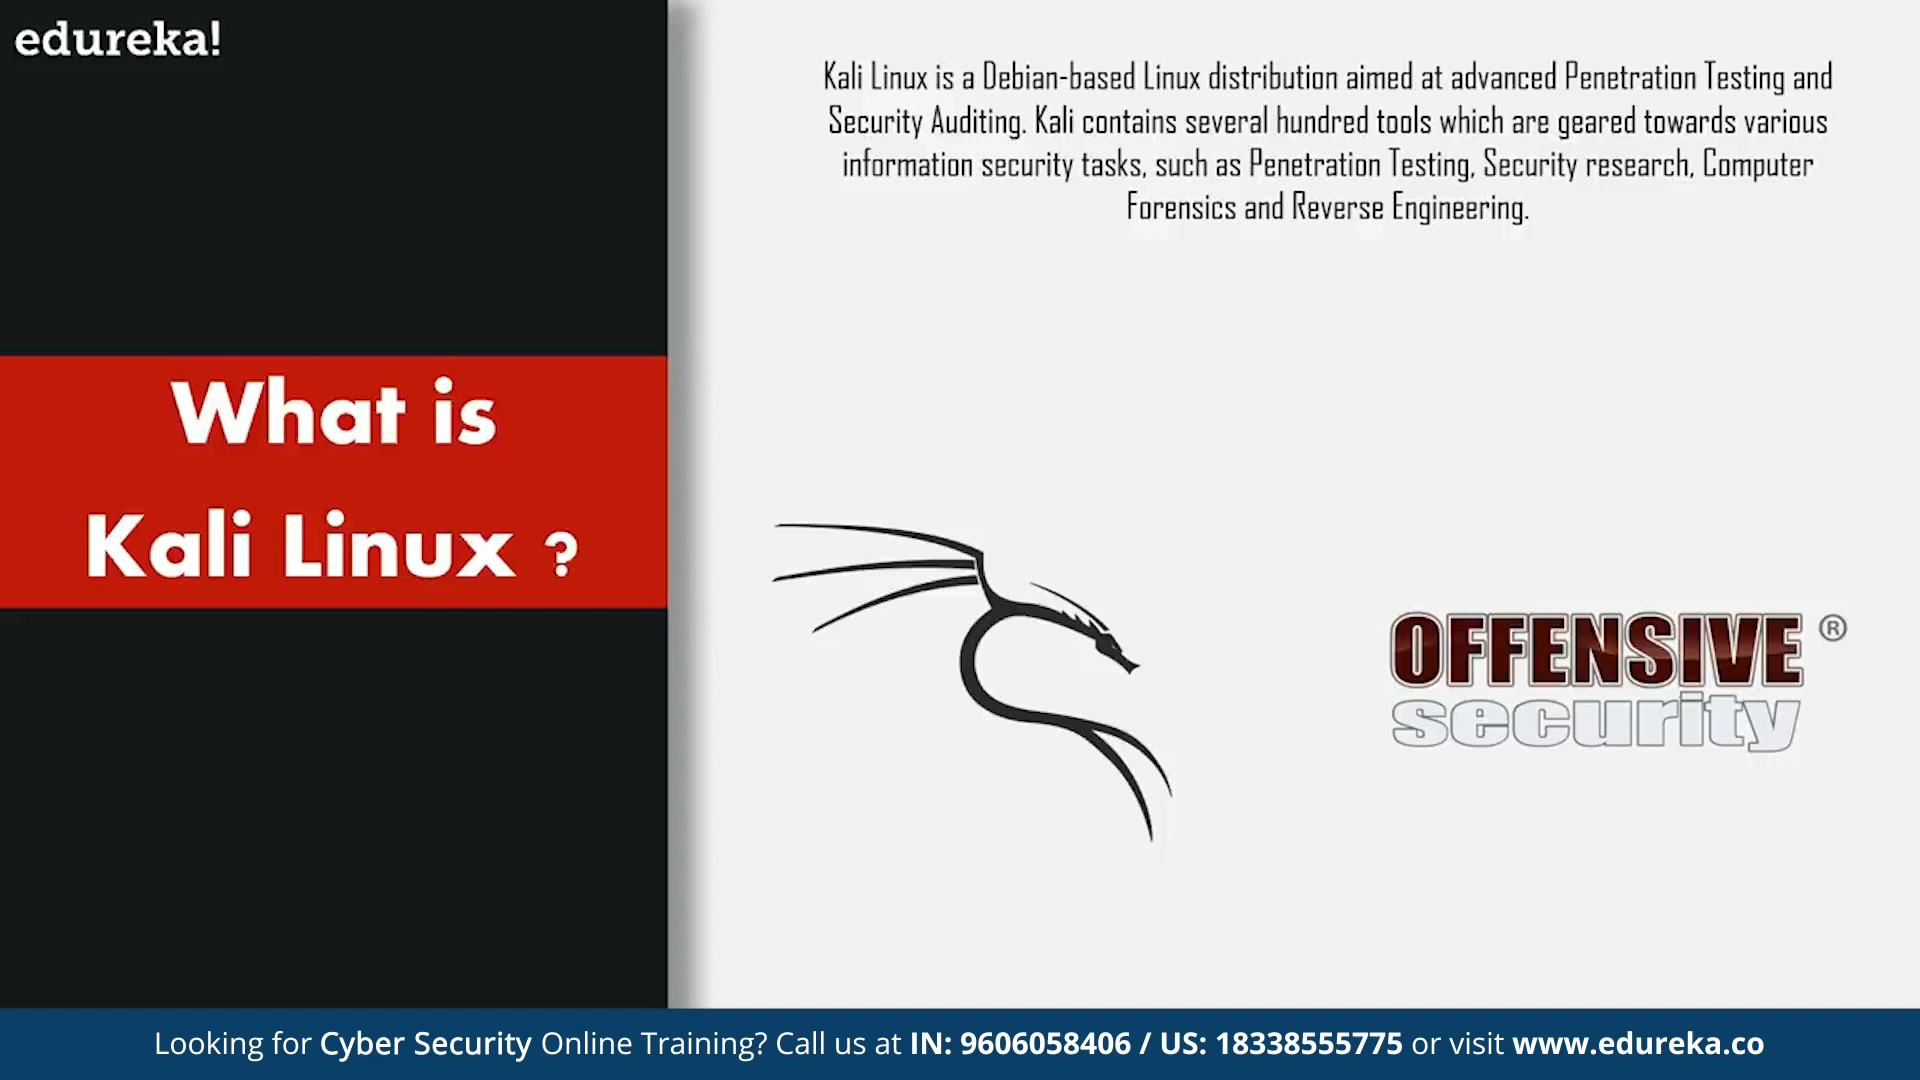 edureka!
What is
Kali Linux ?
Kali Linux is a Debian-based Linux distribution aimed at advanced Penetration Testing and
Security Auditing. Kali contains several hundred tools which are geared towards various
information security tasks, such as Penetration Testing, Security research, Computer
Forensics and Reverse Engineering.
OFFENSIVE ®
security
Looking for Cyber Security Online Training? Call us at IN: 9606058406 / US: 18338555775 or visit www.edureka.co